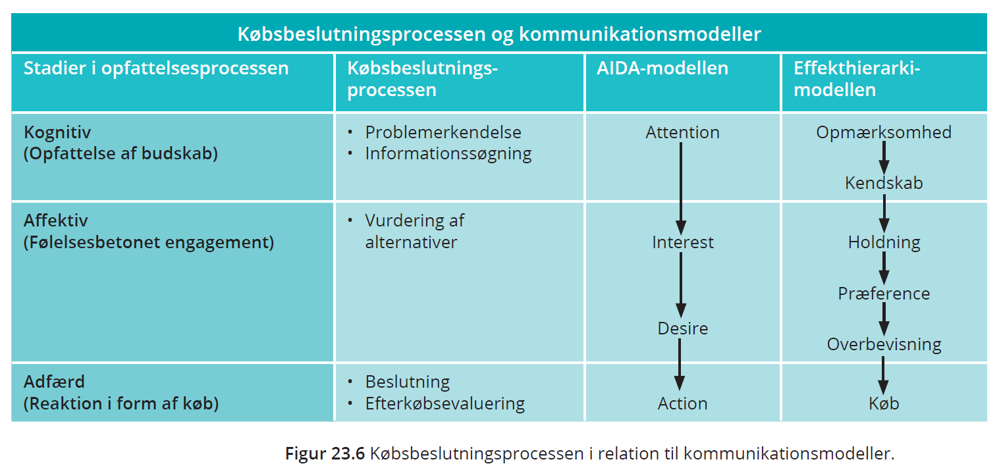 Købsbeslutningsprocessen og kommunikationsmodeller
Stadier i opfattelsesprocessen
Købsbeslutnings-
processen
AIDA-modellen
Effekthierarki-
modellen
Kognitiv
(Opfattelse af budskab)
• Problemerkendelse
• Informationssøgning
Attention
Opmærksomhed
Kendskab
Affektiv
(Følelsesbetonet engagement)
• Vurdering af
alternativer
Interest
Desire
Holdning
Præference
Overbevisning
Adfærd
(Reaktion i form af køb)
• Beslutning
• Efterkøbsevaluering
Action
Køb
Figur 23.6 Købsbeslutningsprocessen i relation til kommunikationsmodeller.